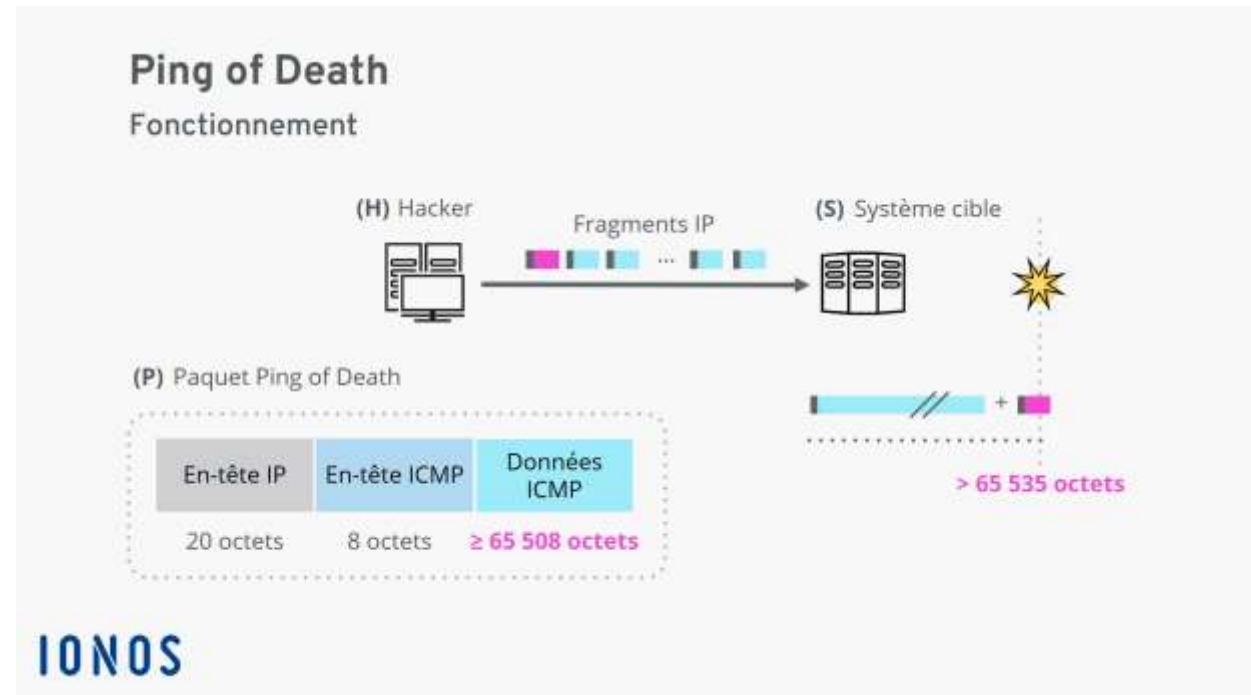 Ping of Death
Fonctionnement
(H) Hacker
Fragments IP
(S) Système cible
...
(P) Paquet Ping of Death
+
En-tête IP
En-tête ICMP
Données
ICMP
20 octets
8 octets
≥ 65 508 octets
> 65 535 octets
IONOS